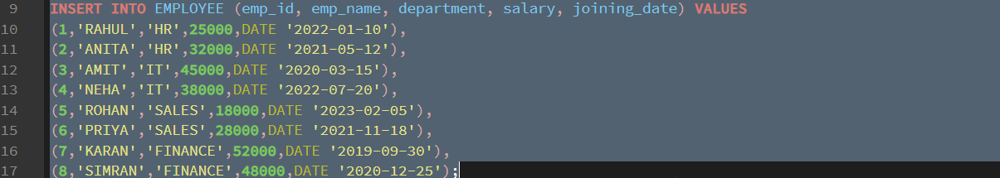 9 INSERT INTO EMPLOYEE (emp_id, emp_name, department, salary, joining_date) VALUES
10 (1,'RAHUL','HR',25000,DATE '2022-01-10'),
11 (2,'ANITA','HR',32000,DATE '2021-05-12'),
12 (3,'AMIT','IT',45000,DATE '2020-03-15'),
13 (4,'NEHA','IT',38000,DATE '2022-07-20'),
14 (5,'ROHAN','SALES',18000,DATE '2023-02-05'),
15 (6,'PRIYA','SALES',28000,DATE '2021-11-18'),
16 (7,'KARAN','FINANCE',52000,DATE '2019-09-30'),
17 (8,'SIMRAN','FINANCE',48000,DATE '2020-12-25');